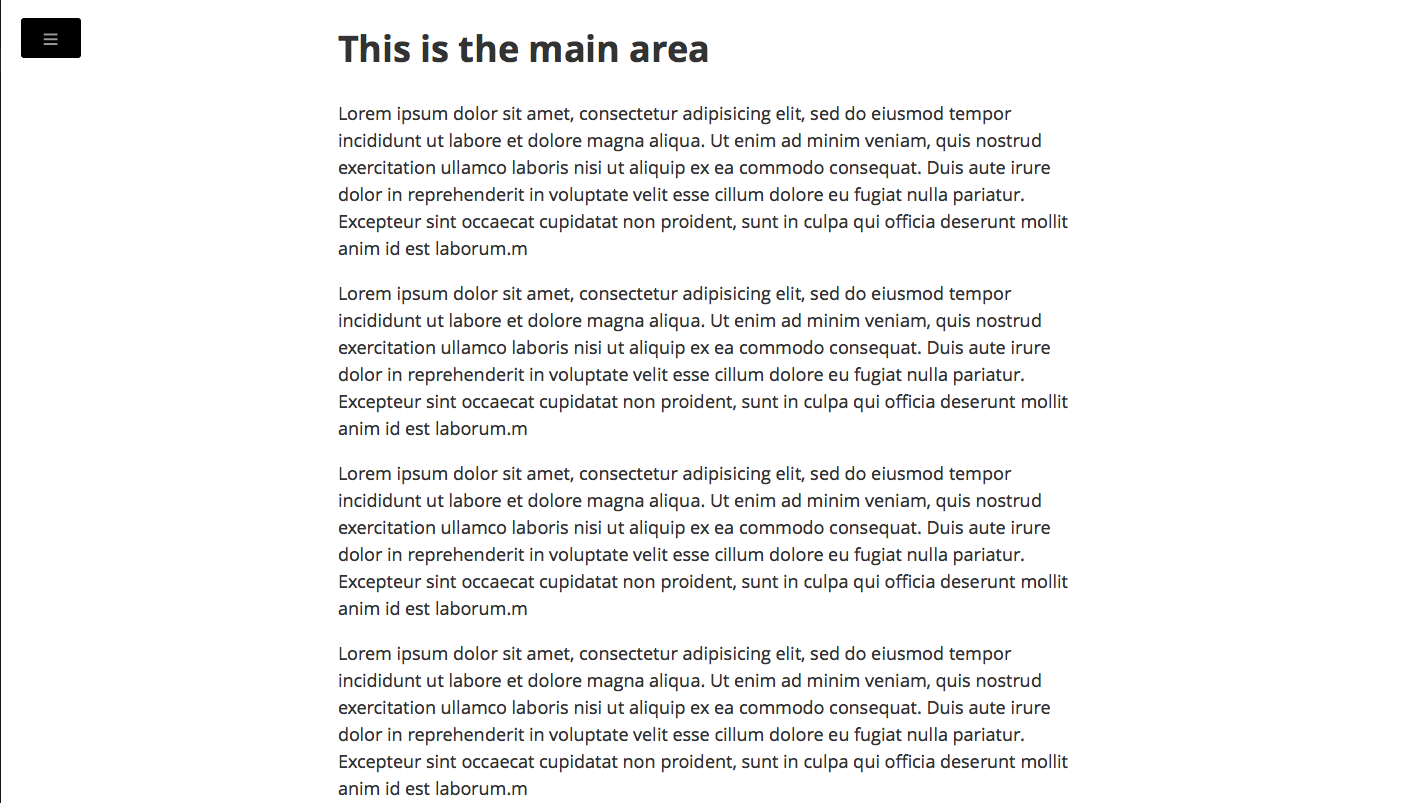 This is the main area
Lorem ipsum dolor sit amet, consectetur adipisicing elit, sed do eiusmod tempor
incididunt ut labore et dolore magna aliqua. Ut enim ad minim veniam, quis nostrud
exercitation ullamco laboris nisi ut aliquip ex ea commodo consequat. Duis aute irure
dolor in reprehenderit in voluptate velit esse cillum dolore eu fugiat nulla pariatur.
Excepteur sint occaecat cupidatat non proident, sunt in culpa qui officia deserunt mollit
anim id est laborum.m
Lorem ipsum dolor sit amet, consectetur adipisicing elit, sed do eiusmod tempor
incididunt ut labore et dolore magna aliqua. Ut enim ad minim veniam, quis nostrud
exercitation ullamco laboris nisi ut aliquip ex ea commodo consequat. Duis aute irure
dolor in reprehenderit in voluptate velit esse cillum dolore eu fugiat nulla pariatur.
Excepteur sint occaecat cupidatat non proident, sunt in culpa qui officia deserunt mollit
anim id est laborum.m
Lorem ipsum dolor sit amet, consectetur adipisicing elit, sed do eiusmod tempor
incididunt ut labore et dolore magna aliqua. Ut enim ad minim veniam, quis nostrud
exercitation ullamco laboris nisi ut aliquip ex ea commodo consequat. Duis aute irure
dolor in reprehenderit in voluptate velit esse cillum dolore eu fugiat nulla pariatur.
Excepteur sint occaecat cupidatat non proident, sunt in culpa qui officia deserunt mollit
anim id est laborum.m
Lorem ipsum dolor sit amet, consectetur adipisicing elit, sed do eiusmod tempor
incididunt ut labore et dolore magna aliqua. Ut enim ad minim veniam, quis nostrud
exercitation ullamco laboris nisi ut aliquip ex ea commodo consequat. Duis aute irure
dolor in reprehenderit in voluptate velit esse cillum dolore eu fugiat nulla pariatur.
Excepteur sint occaecat cupidatat non proident, sunt in culpa qui officia deserunt mollit
anim id est laborum.m